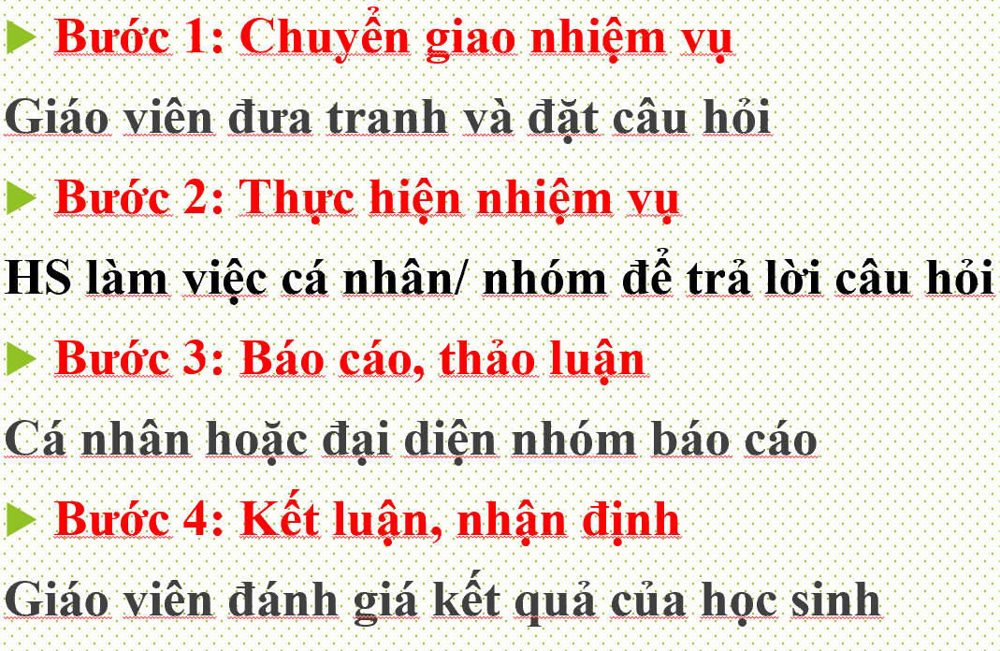 Bước 1: Chuyển giao nhiệm vụ
Giáo viên đưa tranh và đặt câu hỏi
Bước 2: Thực hiện nhiệm vụ
HS làm việc cá nhân/ nhóm để trả lời câu hỏi
Bước 3: Báo cáo, thảo luận
Cá nhân hoặc đại diện nhóm báo cáo
Bước 4: Kết luận, nhận định
Giáo viên đánh giá kết quả của học sinh